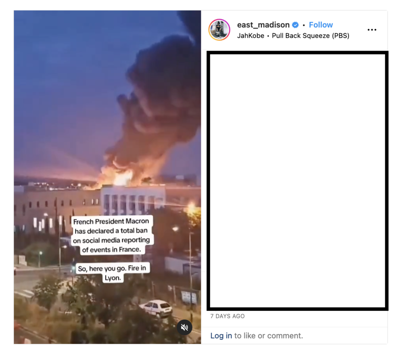 east_madison • Follow
JahKobe • Pull Back Squeeze (PBS)
French President Macron
has declared a total ban
on social media reporting
of events in France.
So, here you go. Fire in
Lyon.
7 DAYS AGO
Log in to like or comment.